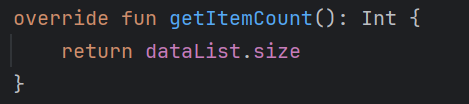 override fun getItemCount(): Int {
    return dataList.size
}